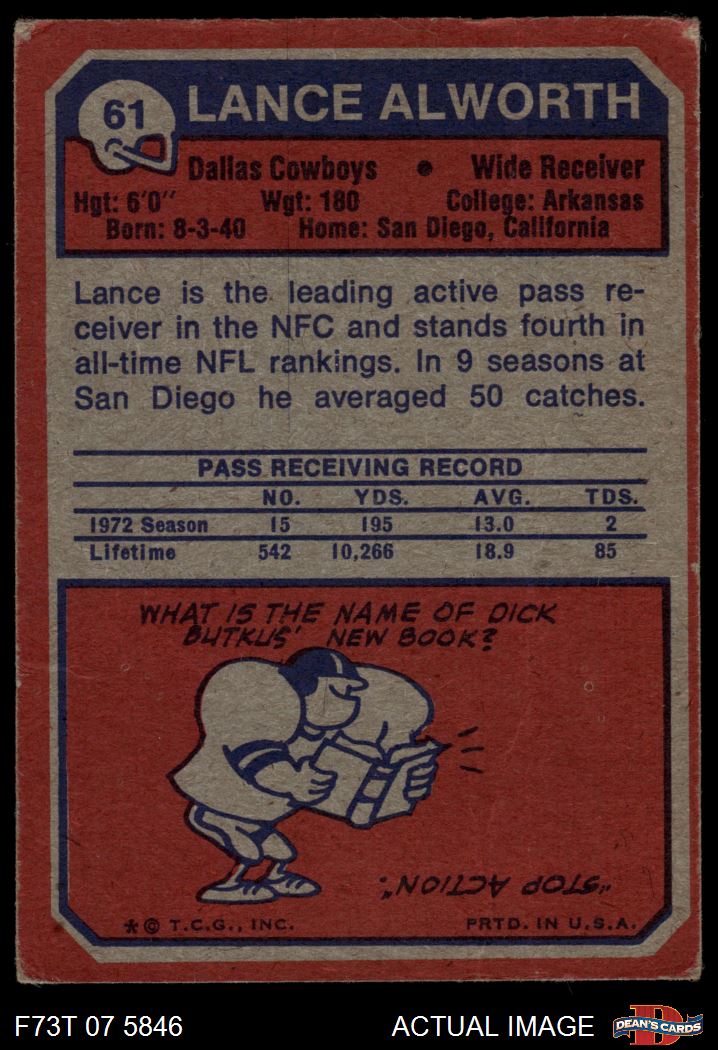 61 LANCE ALWORTH
Dallas Cowboys • Wide Receiver
Hgt: 6'0" Wgt: 180 College: Arkansas
Born: 8-3-40 Home: San Diego, California
Lance is the leading active pass re-
ceiver in the NFC and stands fourth in
all-time NFL rankings. In 9 seasons at
San Diego he averaged 50 catches.
PASS RECEIVING RECORD
NO. YDS. AVG. TDS.
1972 Season 15 195 13.0 2
Lifetime 542 10,266 18.9 85
WHAT IS THE NAME OF DICK
BUTKUS' NEW BOOK?
"STOP ACTION".
* © T.C.G., INC. PRTD. IN U.S.A.
F73T 07 5846 ACTUAL IMAGE D DEAN'S CARDS